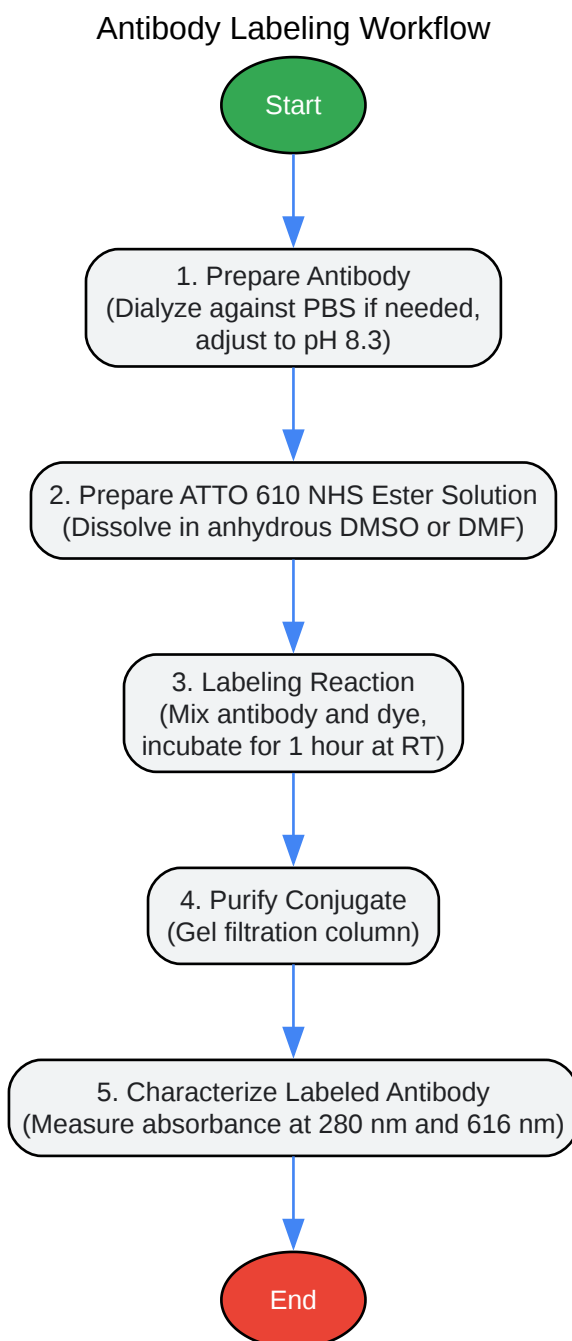 Antibody Labeling Workflow
Start
1. Prepare Antibody
(Dialyze against PBS if needed,
adjust to pH 8.3)
2. Prepare ATTO 610 NHS Ester Solution
(Dissolve in anhydrous DMSO or DMF)
3. Labeling Reaction
(Mix antibody and dye,
incubate for 1 hour at RT)
4. Purify Conjugate
(Gel filtration column)
5. Characterize Labeled Antibody
(Measure absorbance at 280 nm and 616 nm)
End